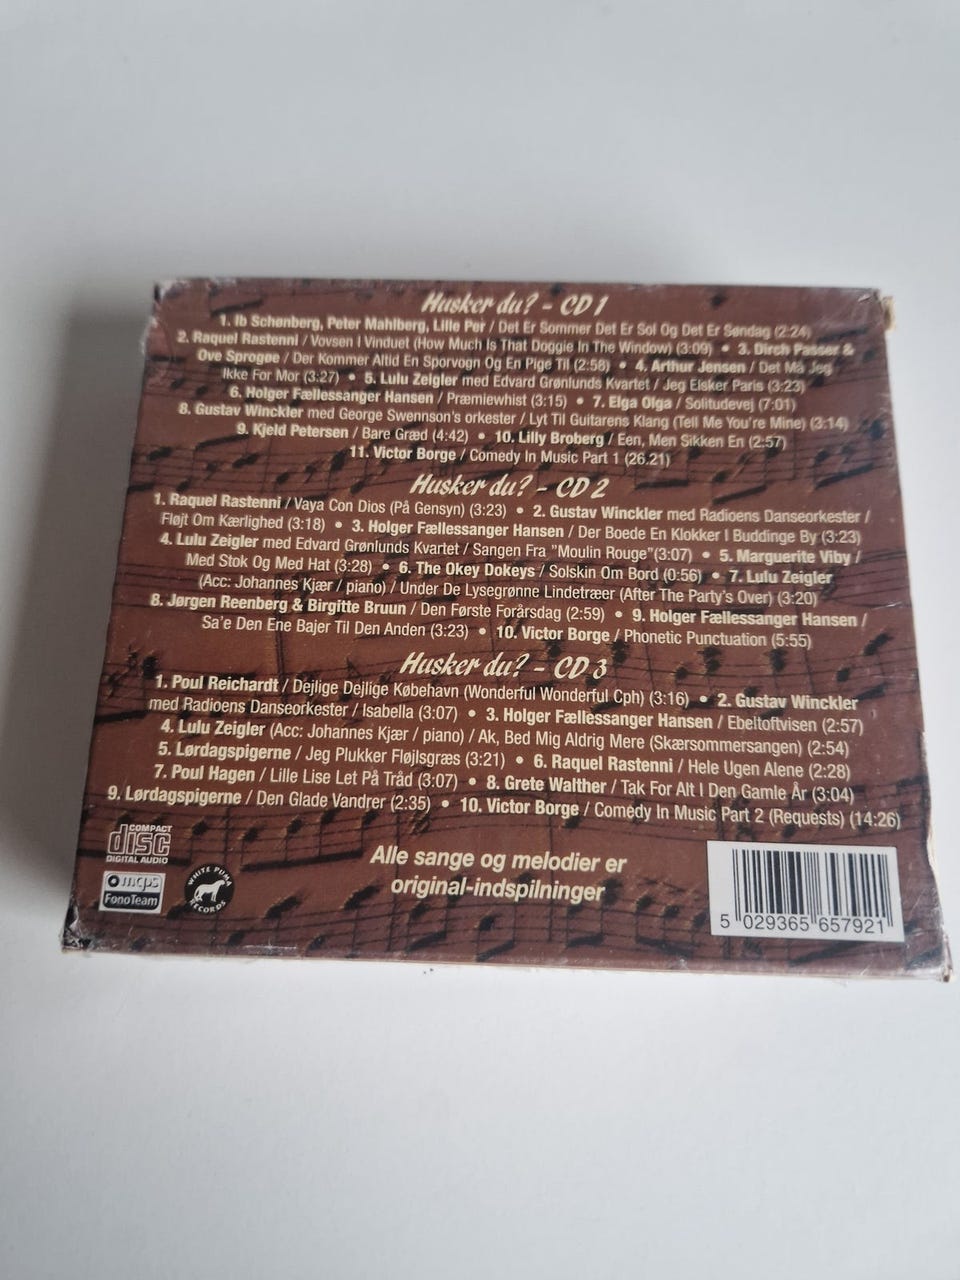 Husker du? - CD 1
1. Ib Schønberg, Peter Mahlberg, Lille Per / Det Er Sommer Det Er Sol Og Det Er Søndag (2:24)
2. Raquel Rastenni / Vovsen I Vinduet (How Much Is That Doggie In The Window) (3:09) • 3. Dirch Passer &
Ove Sprogøe / Der Kommer Altid En Sporvogn Og En Pige Til (2:58) • 4. Arthur Jensen / Det Må Jeg
Ikke For Mor (3:27) • 5. Lulu Zeigler med Edvard Grønlunds Kvartet / Jeg Elsker Paris (3:23)
6. Holger Fællessanger Hansen / Præmiewhist (3:15) • 7. Elga Olga / Solitudevej (7:01)
8. Gustav Winckler med George Swennson's orkester / Lyt Til Guitarens Klang (Tell Me You're Mine) (3:14)
9. Kjeld Petersen / Bare Græd (4:42) • 10. Lilly Broberg / Een, Men Sikken En (2:57)
11. Victor Borge / Comedy In Music Part 1 (26.21)
Husker du? - CD 2
1. Raquel Rastenni / Vaya Con Dios (På Gensyn) (3:23) • 2. Gustav Winckler med Radioens Danseorkester /
Fløjt Om Kærlighed (3:18) • 3. Holger Fællessanger Hansen / Der Boede En Klokker I Buddinge By (3:23)
4. Lulu Zeigler med Edvard Grønlunds Kvartet / Sangen Fra "Moulin Rouge"(3:07) • 5. Marguerite Viby /
Med Stok Og Med Hat (3:28) • 6. The Okey Dokeys / Solskin Om Bord (0:56) • 7. Lulu Zeigler
(Acc: Johannes Kjær / piano) / Under De Lysegrønne Lindetræer (After The Party's Over) (3:20)
8. Jørgen Reenberg & Birgitte Bruun / Den Første Forårsdag (2:59) • 9. Holger Fællessanger Hansen /
Sa'e Den Ene Bajer Til Den Anden (3:23) • 10. Victor Borge / Phonetic Punctuation (5:55)
Husker du? - CD 3
1. Poul Reichardt / Dejlige Dejlige Købehavn (Wonderful Wonderful Cph) (3:16) • 2. Gustav Winckler
med Radioens Danseorkester / Isabella (3:07) • 3. Holger Fællessanger Hansen / Ebeltoftvisen (2:57)
4. Lulu Zeigler (Acc: Johannes Kjær / piano) / Ak, Bed Mig Aldrig Mere (Skærsommersangen) (2:54)
5. Lørdagspigerne / Jeg Plukker Fløjlsgræs (3:21) • 6. Raquel Rastenni / Hele Ugen Alene (2:28)
7. Poul Hagen / Lille Lise Let På Tråd (3:07) • 8. Grete Walther / Tak For Alt I Den Gamle År (3:04)
9. Lørdagspigerne / Den Glade Vandrer (2:35) • 10. Victor Borge / Comedy In Music Part 2 (Requests) (14:26)
COMPACT
disc
DIGITAL AUDIO
mcps
FonoTeam
WHITE PUMA
RECORDS
Alle sange og melodier er
original-indspilninger
5 029365 657921